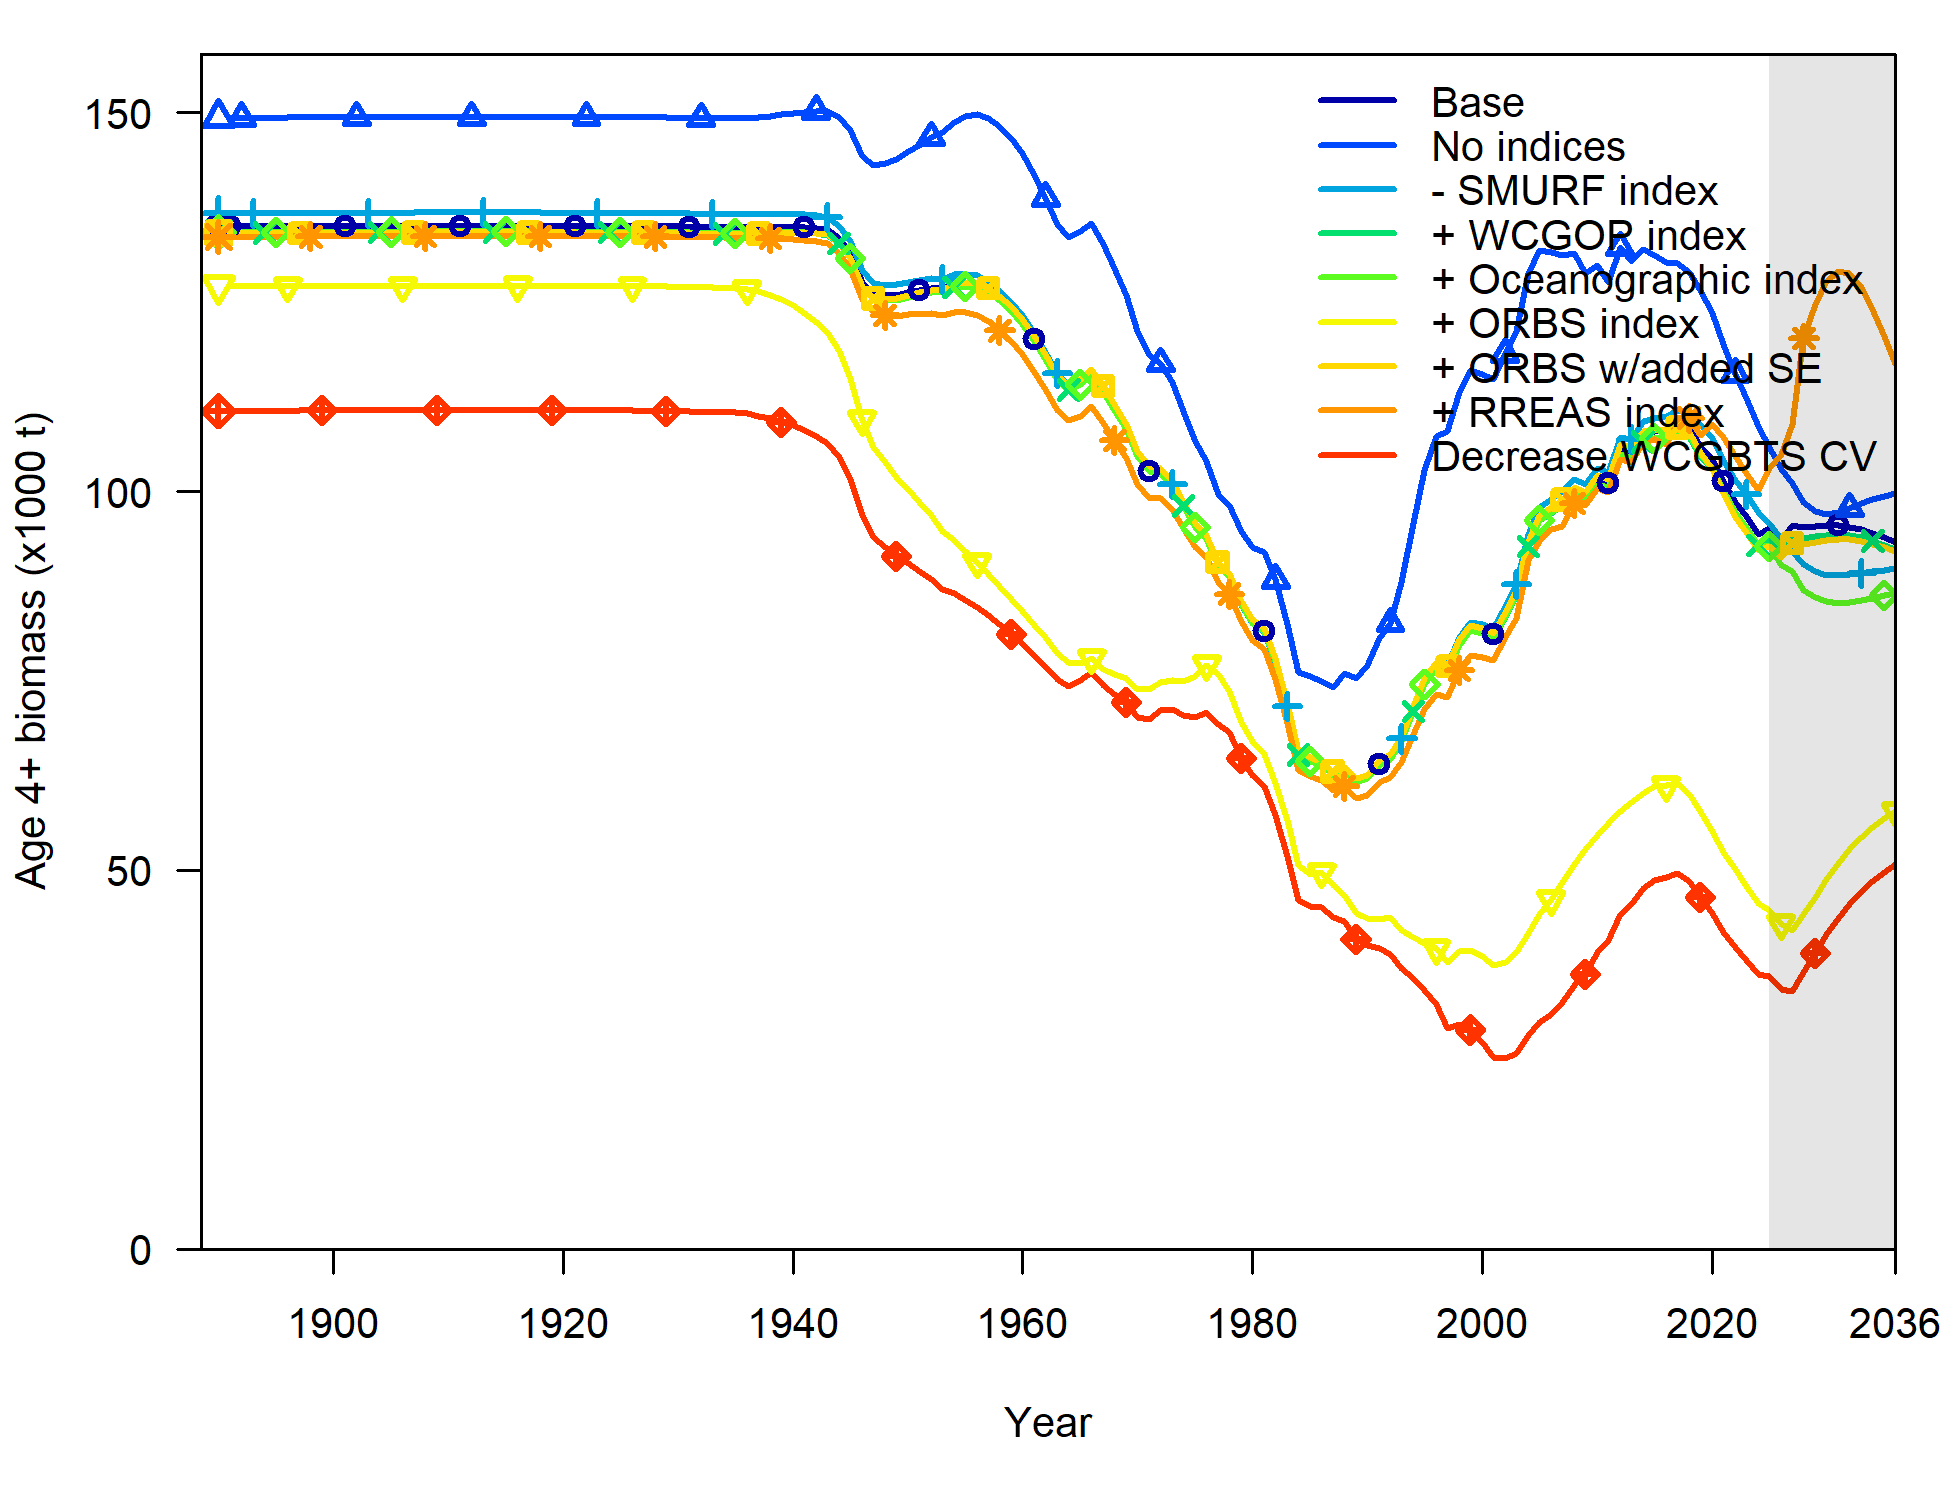 150
100
50
0
Age 4+ biomass (x1000 t)
Base
No indices
- SMURF index
+ WCGOR index
+ Oceanographic index
+ ORBS index
+ ORBS w/added SE
+ RREAS index
Decrease WCGBTS CV
1900 1920 1940 1960 1980 2000 2020 2036
Year